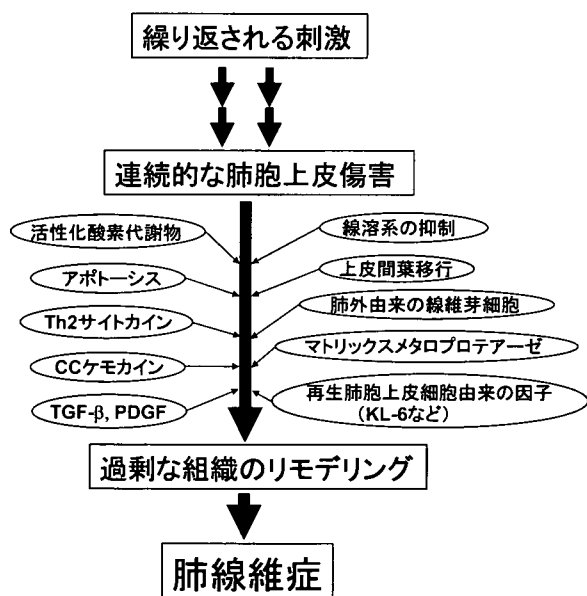 繰り返される刺激
連続的な肺胞上皮傷害
活性化酸素代謝物
線溶系の抑制
アポトーシス
上皮間葉移行
Th2サイトカイン
肺外由来の線維芽細胞
CCケモカイン
マトリックスメタロプロテアーゼ
TGF-β, PDGF
再生肺胞上皮細胞由来の因子
(KL-6など)
過剰な組織のリモデリング
肺線維症